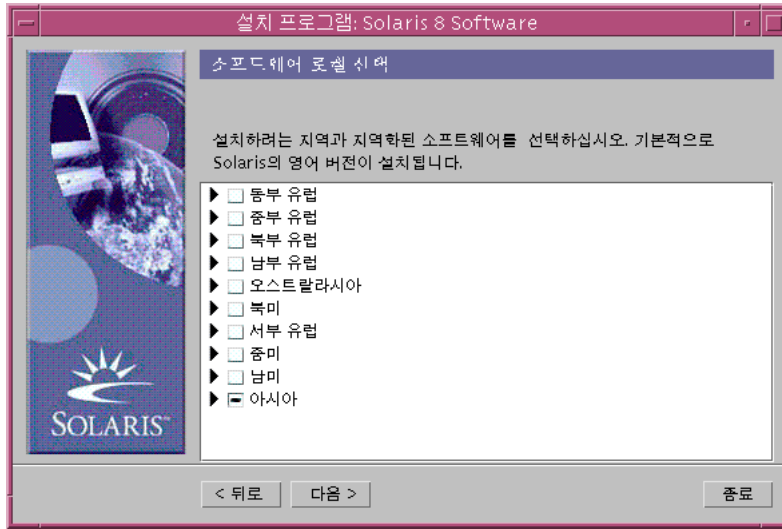 설치 프로그램: Solaris 8 Software
소프트웨어 로켈 선택
설치하려는 지역과 지역화된 소프트웨어를 선택하십시오. 기본적으로
Solaris의 영어 버전이 설치됩니다.
동부 유럽
중부 유럽
북부 유럽
남부 유럽
오스트랄라시아
북미
서부 유럽
중미
남미
아시아
SOLARIS™
< 뒤로
다음 >
종료